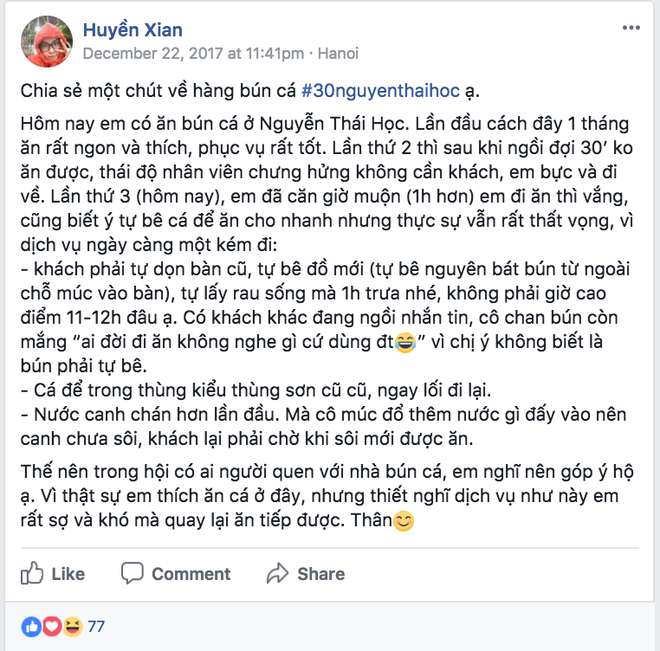 Huyền Xian
December 22, 2017 at 11:41pm · Hanoi
Chia sẻ một chút về hàng bún cá #30nguyenthaihoc ạ.
Hôm nay em có ăn bún cá ở Nguyễn Thái Học. Lần đầu cách đây 1 tháng
ăn rất ngon và thích, phục vụ rất tốt. Lần thứ 2 thì sau khi ngồi đợi 30’ ko
ăn được, thái độ nhân viên chưng hửng không cần khách, em bực và đi
về. Lần thứ 3 (hôm nay), em đã căn giờ muộn (1h hơn) em đi ăn thì vắng,
cũng biết ý tự bê cá để ăn cho nhanh nhưng thực sự vẫn rất thất vọng, vì
dịch vụ ngày càng một kém đi:
- khách phải tự dọn bàn cũ, tự bê đồ mới (tự bê nguyên bát bún từ ngoài
chỗ múc vào bàn), tự lấy rau sống mà 1h trưa nhé, không phải giờ cao
điểm 11-12h đâu ạ. Có khách khác đang ngồi nhắn tin, cô chan bún còn
mắng “ai đời đi ăn không nghe gì cứ dùng đt😂” vì chị ý không biết là
bún phải tự bê.
- Cá để trong thùng kiểu thùng sơn cũ cũ, ngay lối đi lại.
- Nước canh chán hơn lần đầu. Mà cô múc đổ thêm nước gì đấy vào nên
canh chưa sôi, khách lại phải chờ khi sôi mới được ăn.
Thế nên trong hội có ai người quen với nhà bún cá, em nghĩ nên góp ý hộ
ạ. Vì thật sự em thích ăn cá ở đây, nhưng thiết nghĩ dịch vụ như này em
rất sợ và khó mà quay lại ăn tiếp được. Thân😊
Like Comment Share
77